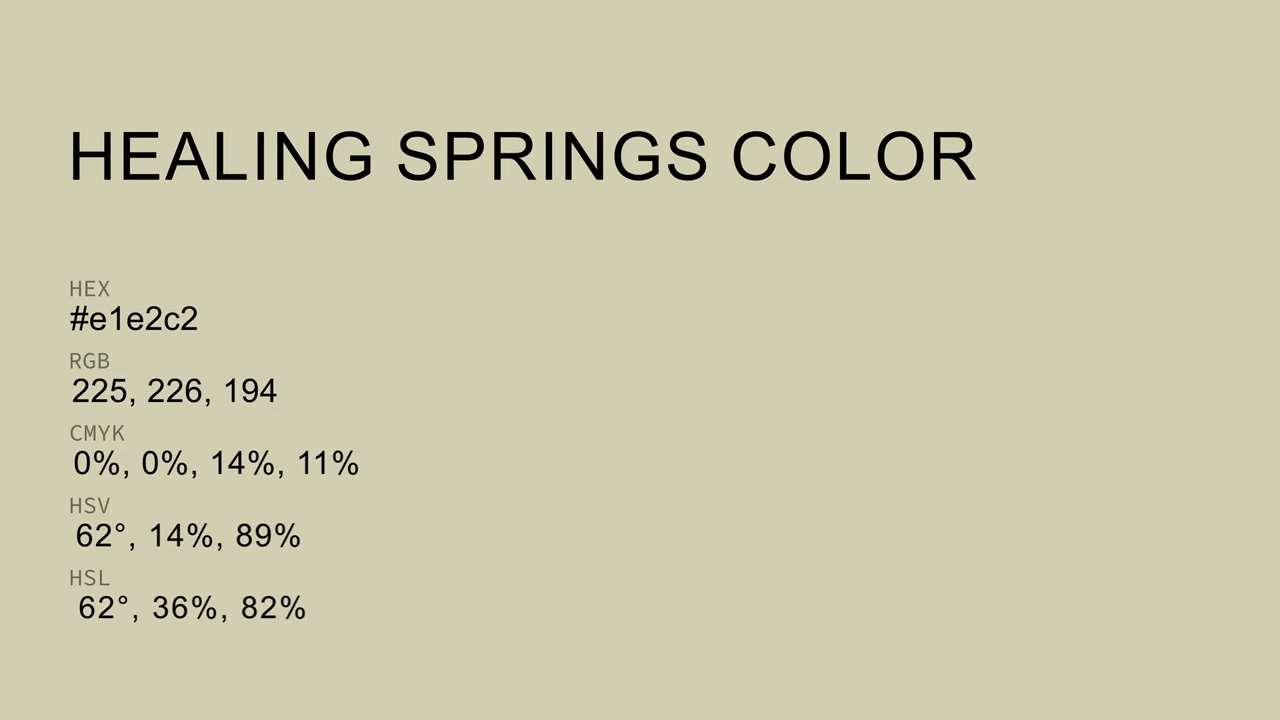 HEALING SPRINGS COLOR
HEX
#e1e2c2
RGB
225, 226, 194
CMYK
0%, 0%, 14%, 11%
HSV
62°, 14%, 89%
HSL
62°, 36%, 82%